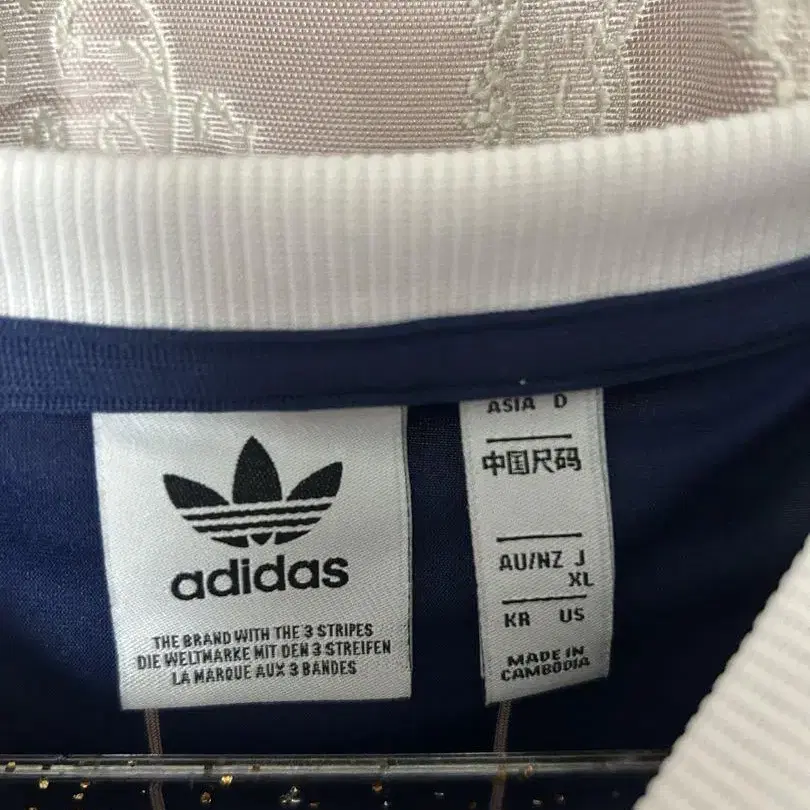 adidas
THE BRAND WITH THE 3 STRIPES
DIE WELTMARKE MIT DEN 3 STREIFEN
LA MARQUE AUX 3 BANDES
ASIA D
中国尺码
AU/NZ J
XL
KR US
MADE IN
CAMBODIA